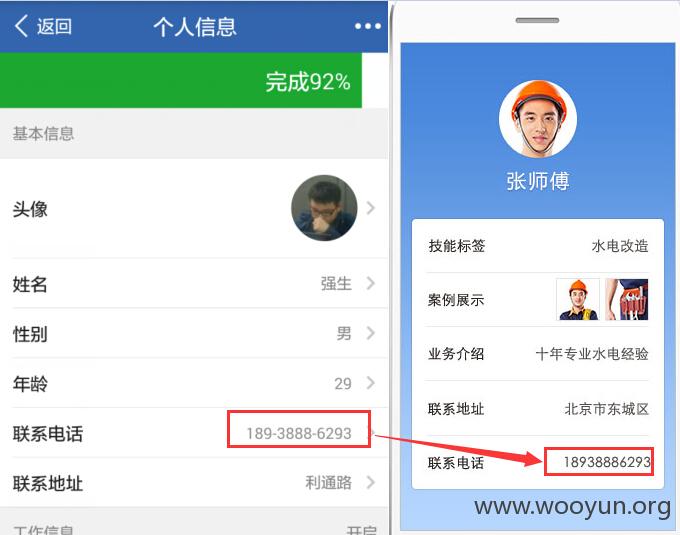 返回
个人信息
完成92%
基本信息
头像
姓名 强生
性别 男
年龄 29
联系电话 189-3888-6293
联系地址 利通路
工作信息 开启
张师傅
技能标签 水电改造
案例展示
业务介绍 十年专业水电经验
联系地址 北京市东城区
联系电话 18938886293
www.wooyun.org